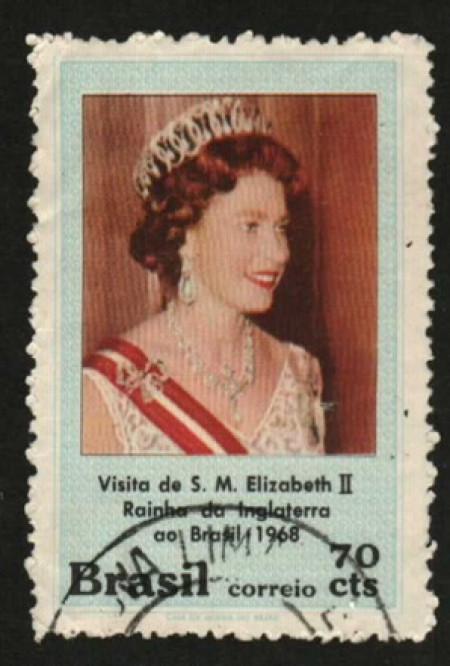 Visita de S. M. Elizabeth II
Rainha da Inglaterra
ao Brasil 1968
70
Brasil correio cts